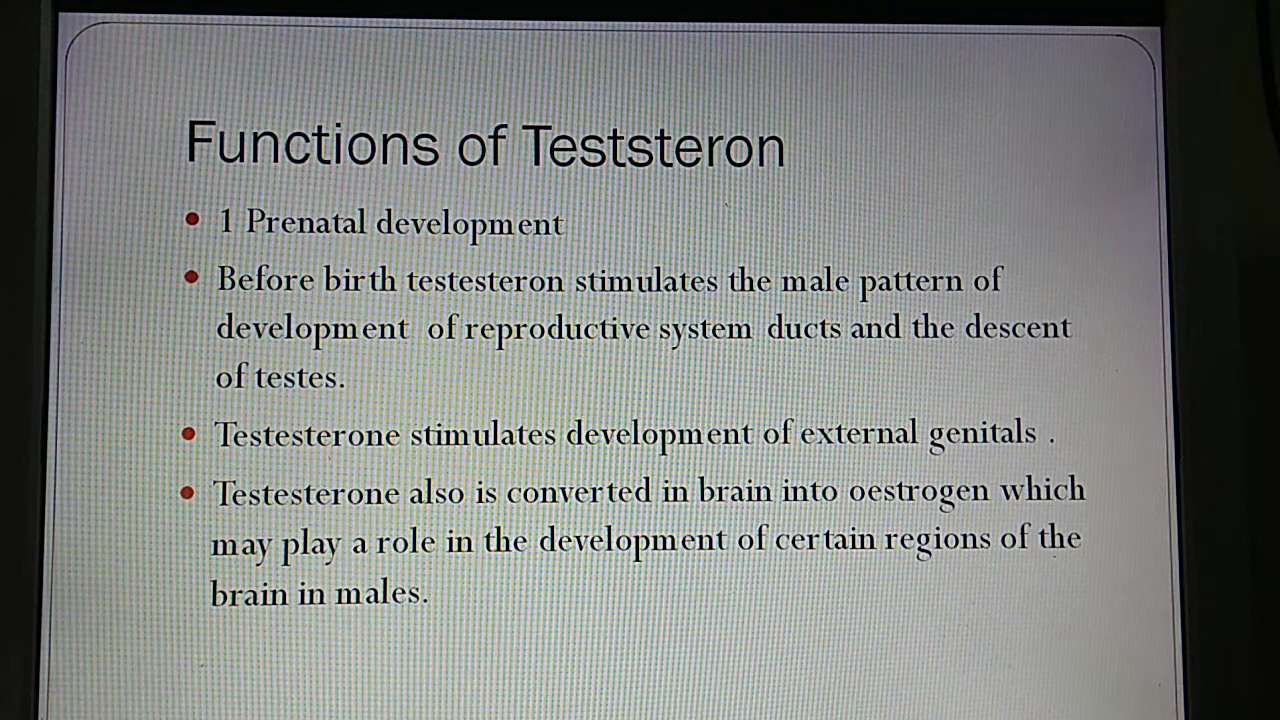 Functions of Teststeron
• 1 Prenatal development
• Before birth testesteron stimulates the male pattern of
development of reproductive system ducts and the descent
of testes.
• Testesterone stimulates development of external genitals .
• Testesterone also is converted in brain into oestrogen which
may play a role in the development of certain regions of the
brain in males.